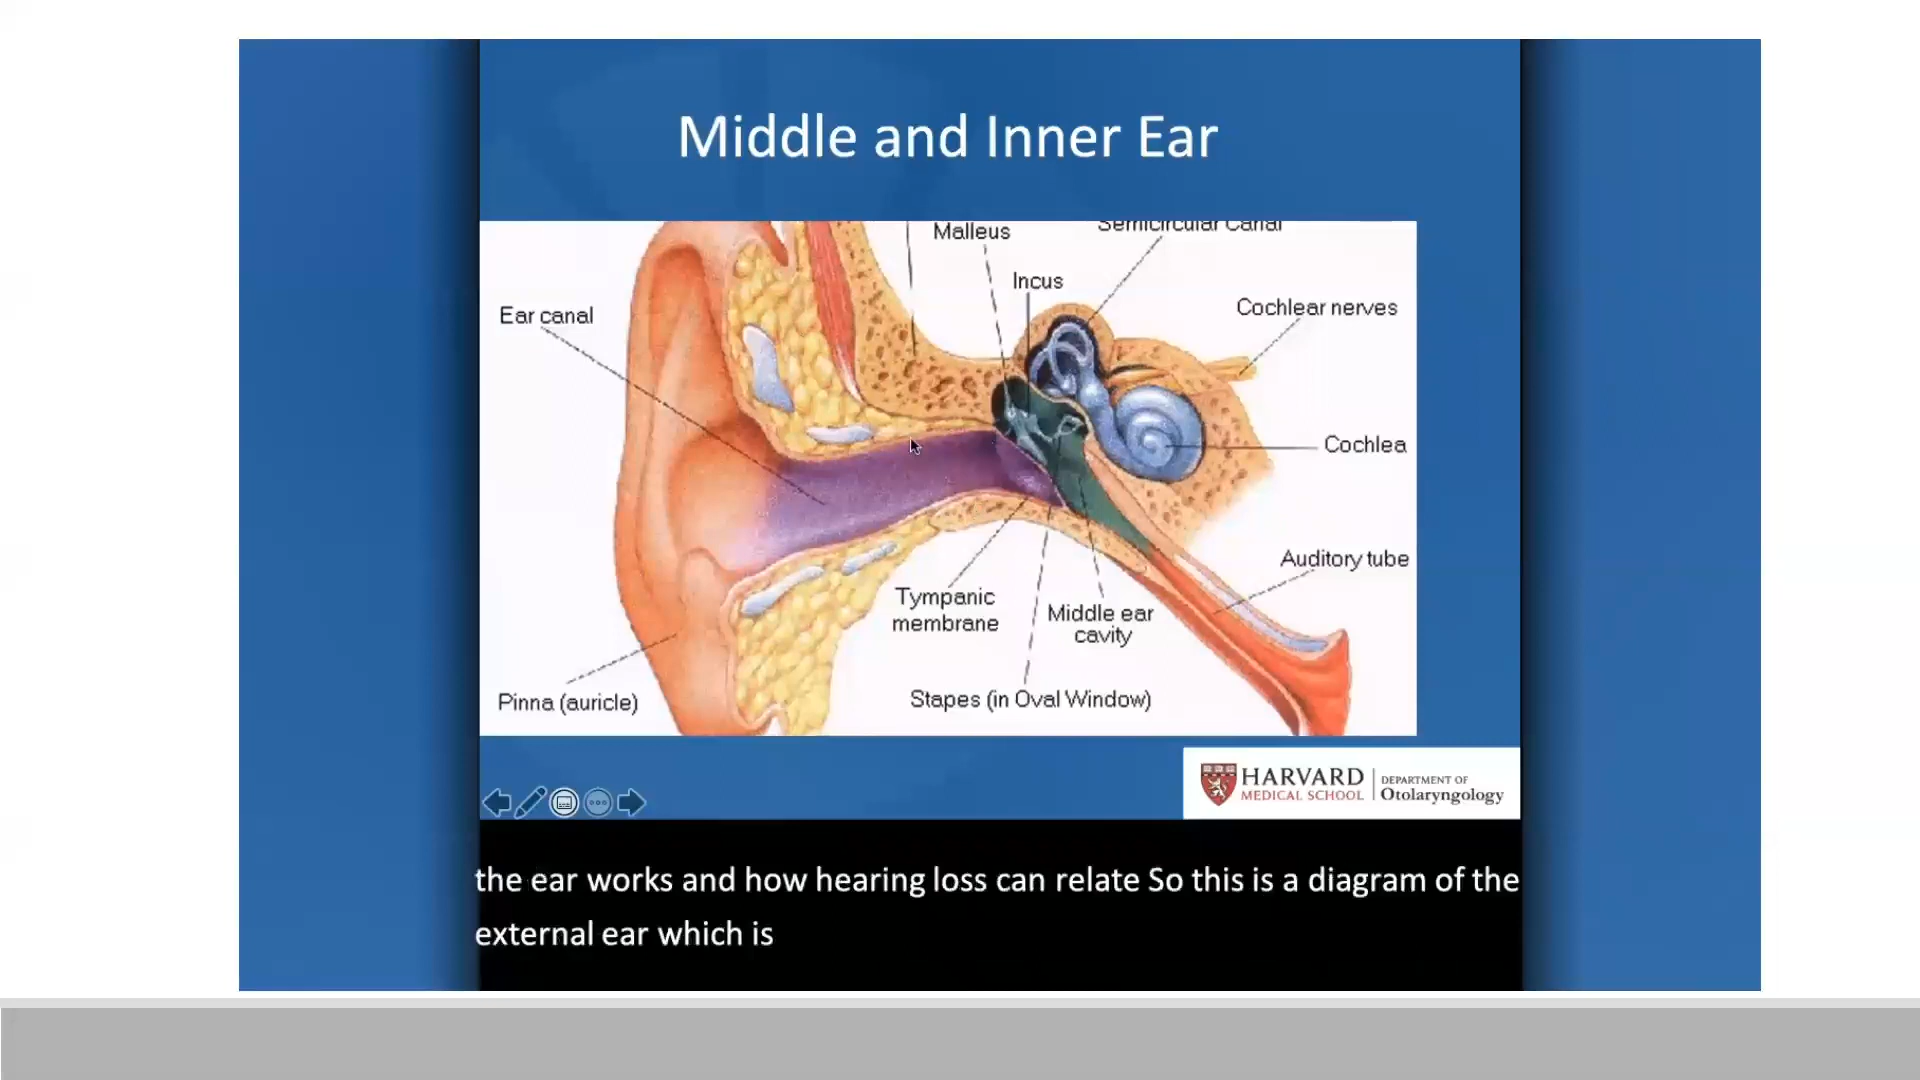 Middle and Inner Ear
Malleus
Semicircular Canal
Incus
Cochlear nerves
Ear canal
Cochlea
Auditory tube
Tympanic
membrane
Middle ear
cavity
Pinna (auricle)
Stapes (in Oval Window)
HARVARD
MEDICAL SCHOOL
DEPARTMENT OF
Otolaryngology
the ear works and how hearing loss can relate So this is a diagram of the
external ear which is